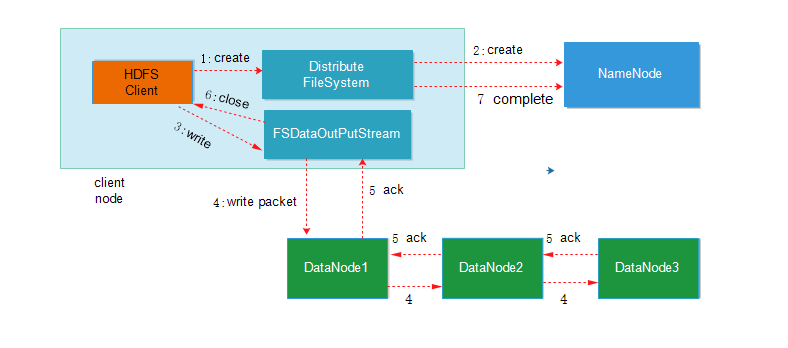 1:create
2:create
HDFS
Client
Distribute
FileSystem
NameNode
6:close
7 complete
3:write
FSDataOutPutStream
client
node
4:write packet
5 ack
5 ack
5 ack
DataNode1
DataNode2
DataNode3
4
4